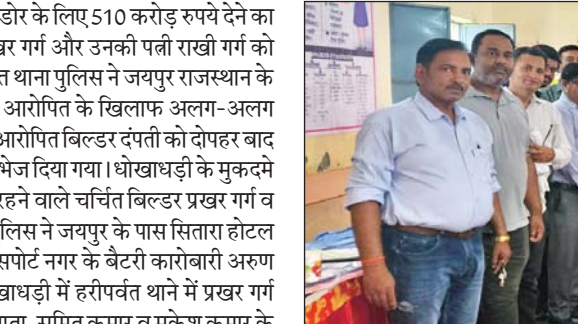 डोर के लिए 510 करोड़ रुपये देने का
खर गर्ग और उनकी पत्नी राखी गर्ग को
त थाना पुलिस ने जयपुर राजस्थान के
आरोपित के खिलाफ अलग-अलग
आरोपित बिल्डर दंपती को दोपहर बाद
भेज दिया गया। धोखाधड़ी के मुकदमे
रहने वाले चर्चित बिल्डर प्रखर गर्ग व
लिस ने जयपुर के पास सितारा होटल
सपोर्ट नगर के बैटरी कारोबारी अरुण
खाधड़ी में हरीपर्वत थाने में प्रखर गर्ग
सुमित कुमार व मुकेश कुमार के